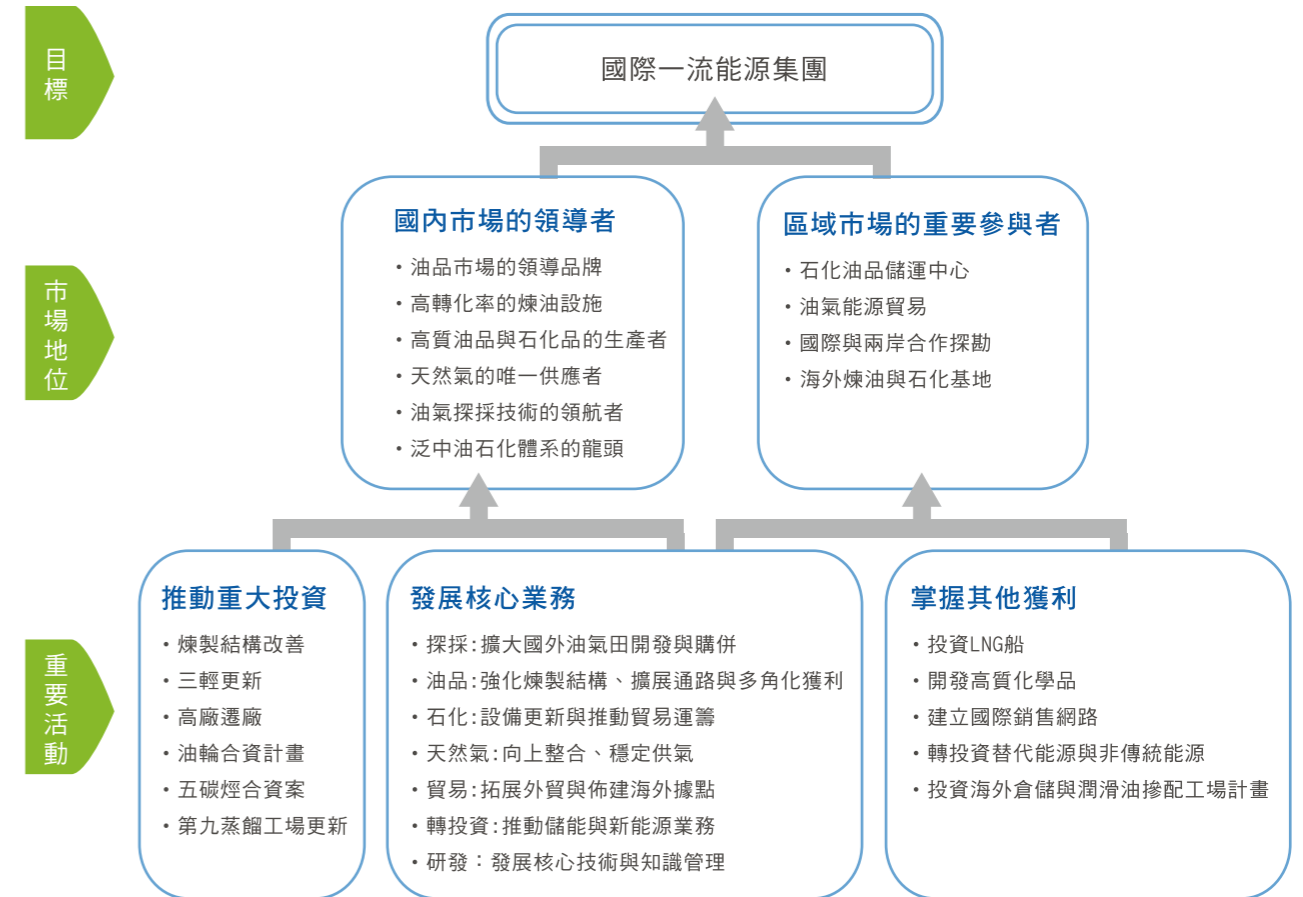 目標
國際一流能源集團
市場地位
國內市場的領導者
・油品市場的領導品牌
・高轉化率的煉油設施
・高質油品與石化品的生產者
・天然氣的唯一供應者
・油氣探採技術的領航者
・泛中油石化體系的龍頭
區域市場的重要參與者
・石化油品儲運中心
・油氣能源貿易
・國際與兩岸合作探勘
・海外煉油與石化基地
重要活動
推動重大投資
・煉製結構改善
・三輕更新
・高廠遷廠
・油輪合資計畫
・五碳烴合資案
・第九蒸餾工場更新
發展核心業務
・探採:擴大國外油氣田開發與購併
・油品:強化煉製結構、擴展通路與多角化獲利
・石化:設備更新與推動貿易運籌
・天然氣:向上整合、穩定供氣
・貿易:拓展外貿與佈建海外據點
・轉投資:推動儲能與新能源業務
・研發：發展核心技術與知識管理
掌握其他獲利
・投資LNG船
・開發高質化學品
・建立國際銷售網路
・轉投資替代能源與非傳統能源
・投資海外倉儲與潤滑油摻配工場計畫